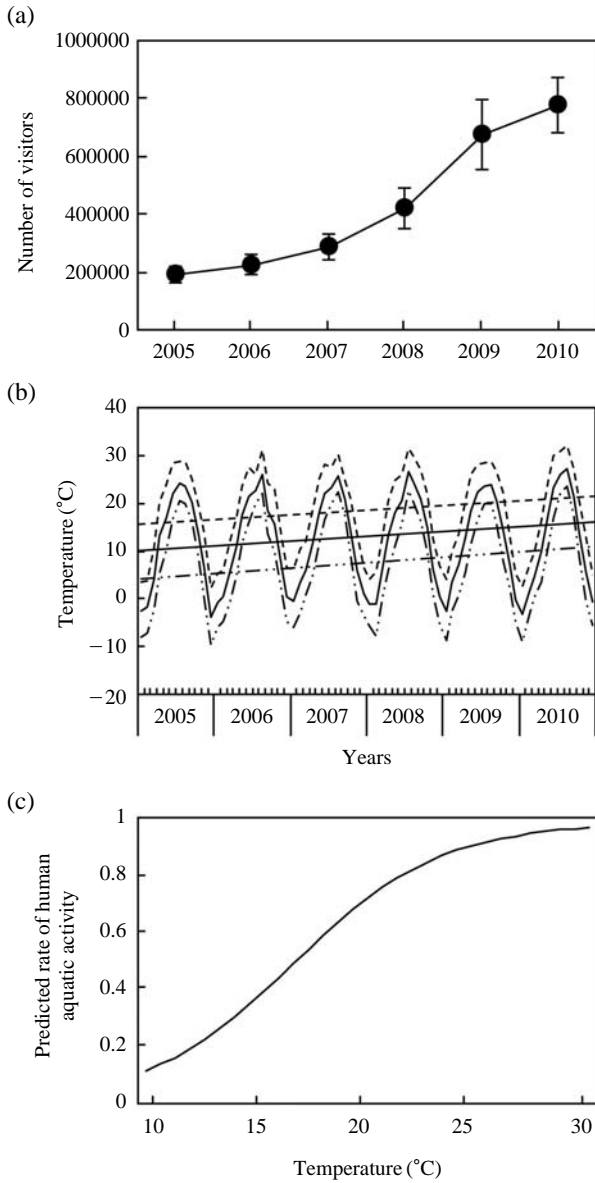 (a)
1000000
800000
600000
400000
200000
0
Number of visitors
2005 2006 2007 2008 2009 2010
(b)
40
30
20
10
0
−10
−20
Temperature (°C)
2005 2006 2007 2008 2009 2010
Years
(c)
1
0.8
0.6
0.4
0.2
0
Predicted rate of human
aquatic activity
10 15 20 25 30
Temperature (°C)